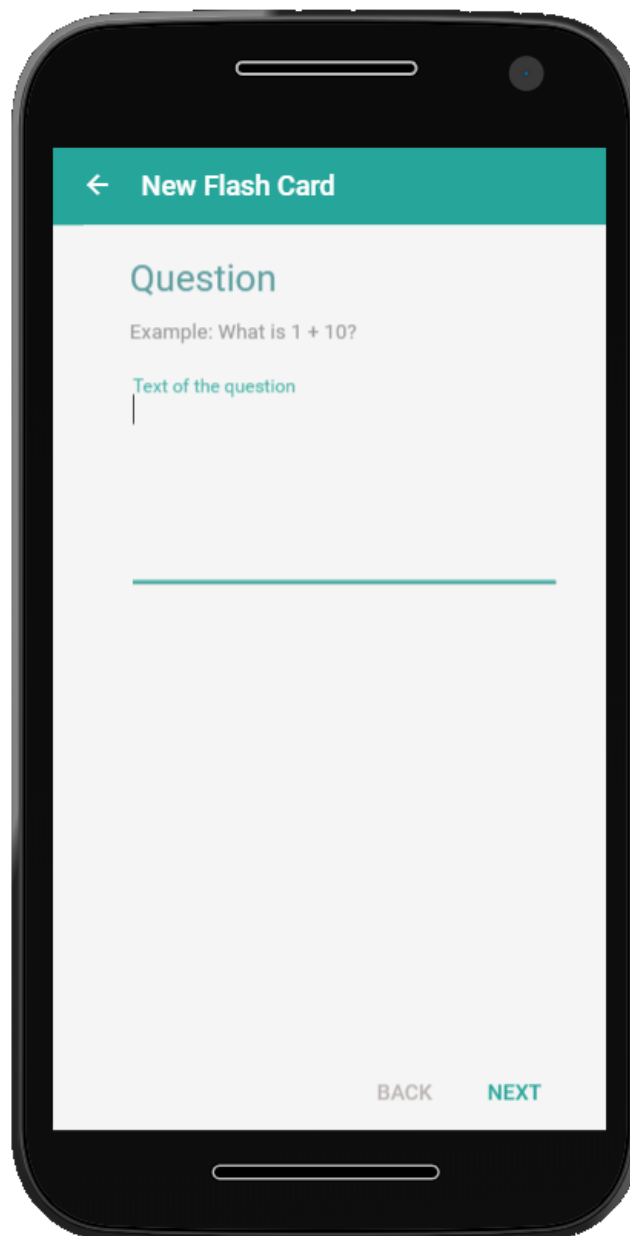 New Flash Card
Question
Example: What is 1 + 10?
Text of the question
BACK NEXT